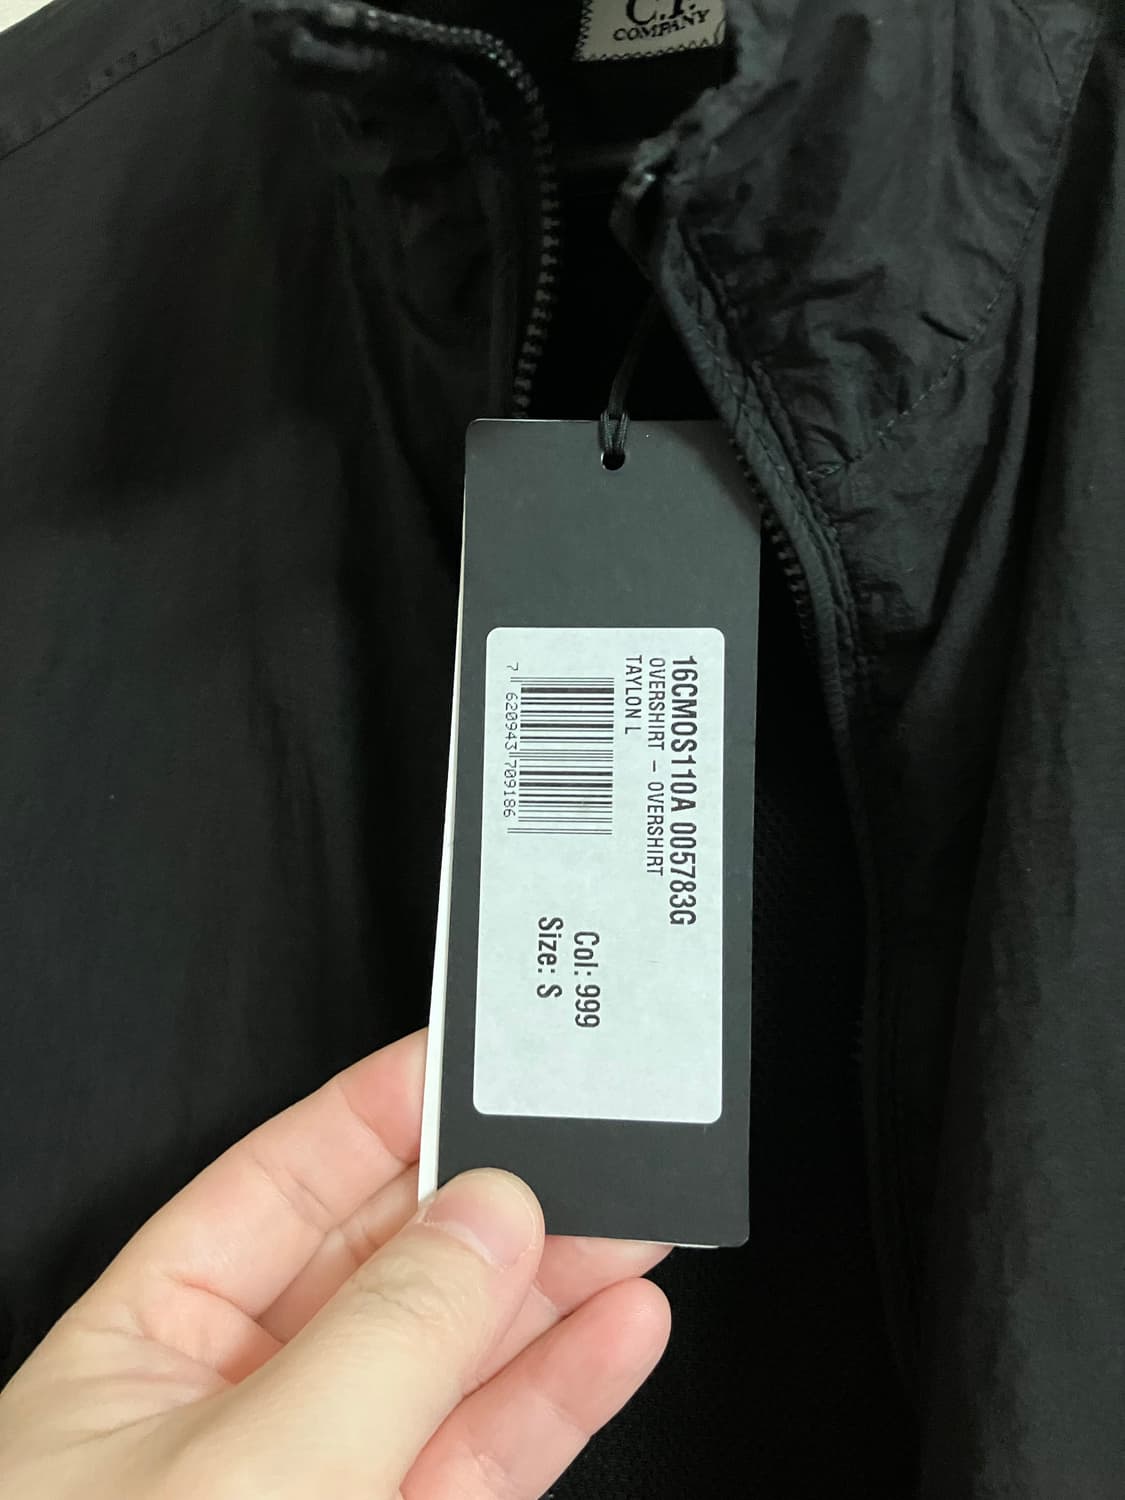 C.P.
COMPANY
16CMOS110A 005783G
OVERSHIRT – OVERSHIRT
TAYLON L
7 620943 709186
Col: 999
Size: S